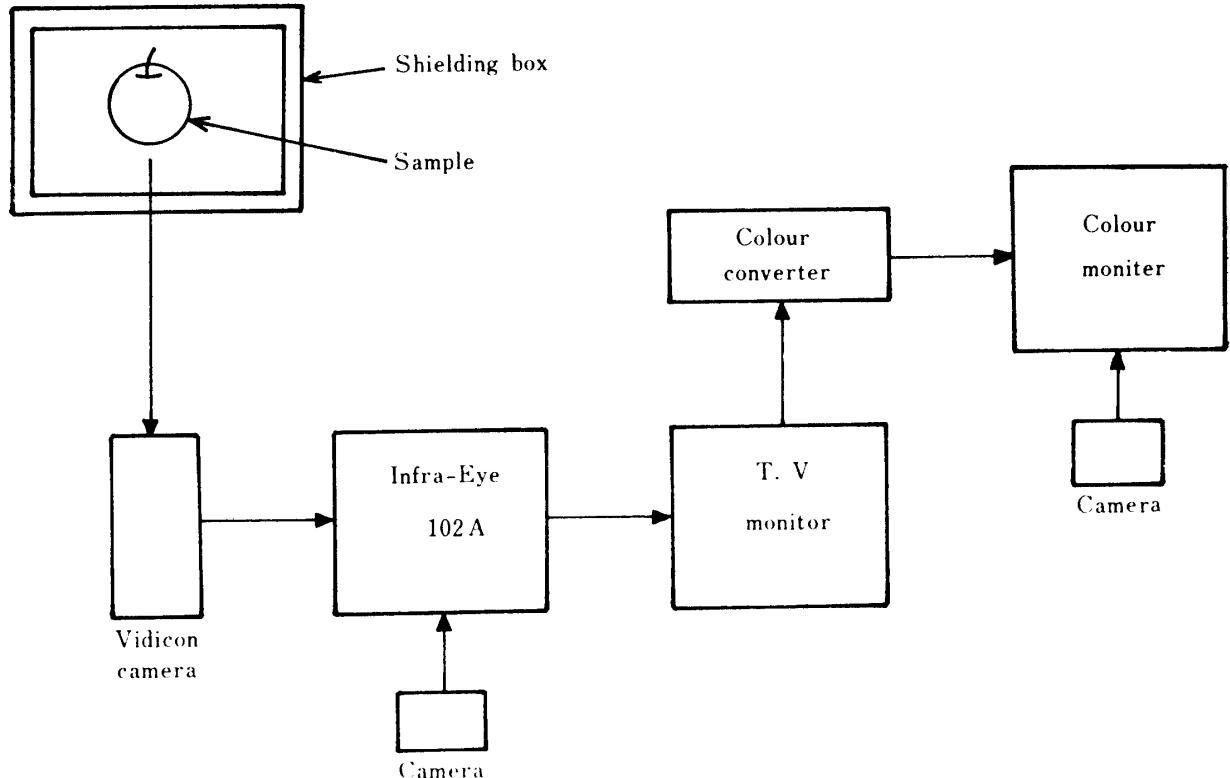 Shielding box
Sample
Colour
converter
Colour
moniter
Camera
Infra-Eye
102A
T. V
monitor
Vidicon
camera
Camera